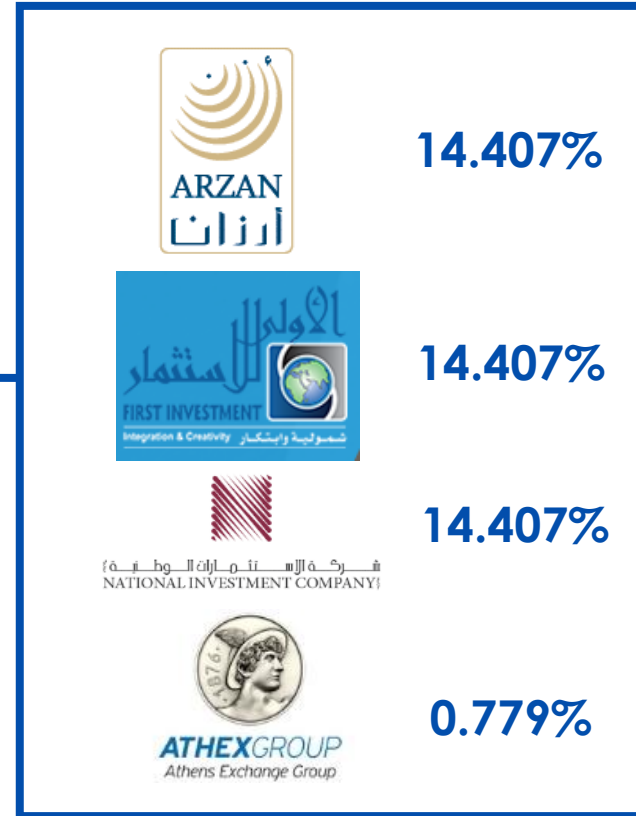 أرزان
ARZAN
أرزان
14.407%
الأولى للاستثمار
FIRST INVESTMENT
Integration & Creativity شمولية وابتكار
14.407%
شركة الاستثمارات الوطنية}
NATIONAL INVESTMENT COMPANY}
14.407%
1876
ATHEXGROUP
Athens Exchange Group
0.779%